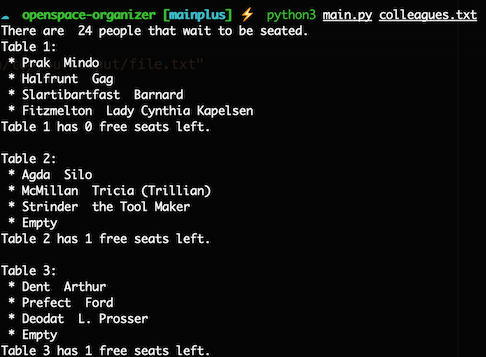 openspace-organizer [mainplus] ⚡ python3 main.py colleagues.txt
There are  24 people that wait to be seated.
Table 1:
 * Prak  Mindo
 * Halfrunt  Gag
 * Slartibartfast  Barnard
 * Fitzmelton  Lady Cynthia Kapelsen
Table 1 has 0 free seats left.

Table 2:
 * Agda  Silo
 * McMillan  Tricia (Trillian)
 * Strinder  the Tool Maker
 * Empty
Table 2 has 1 free seats left.

Table 3:
 * Dent  Arthur
 * Prefect  Ford
 * Deodat  L. Prosser
 * Empty
Table 3 has 1 free seats left.